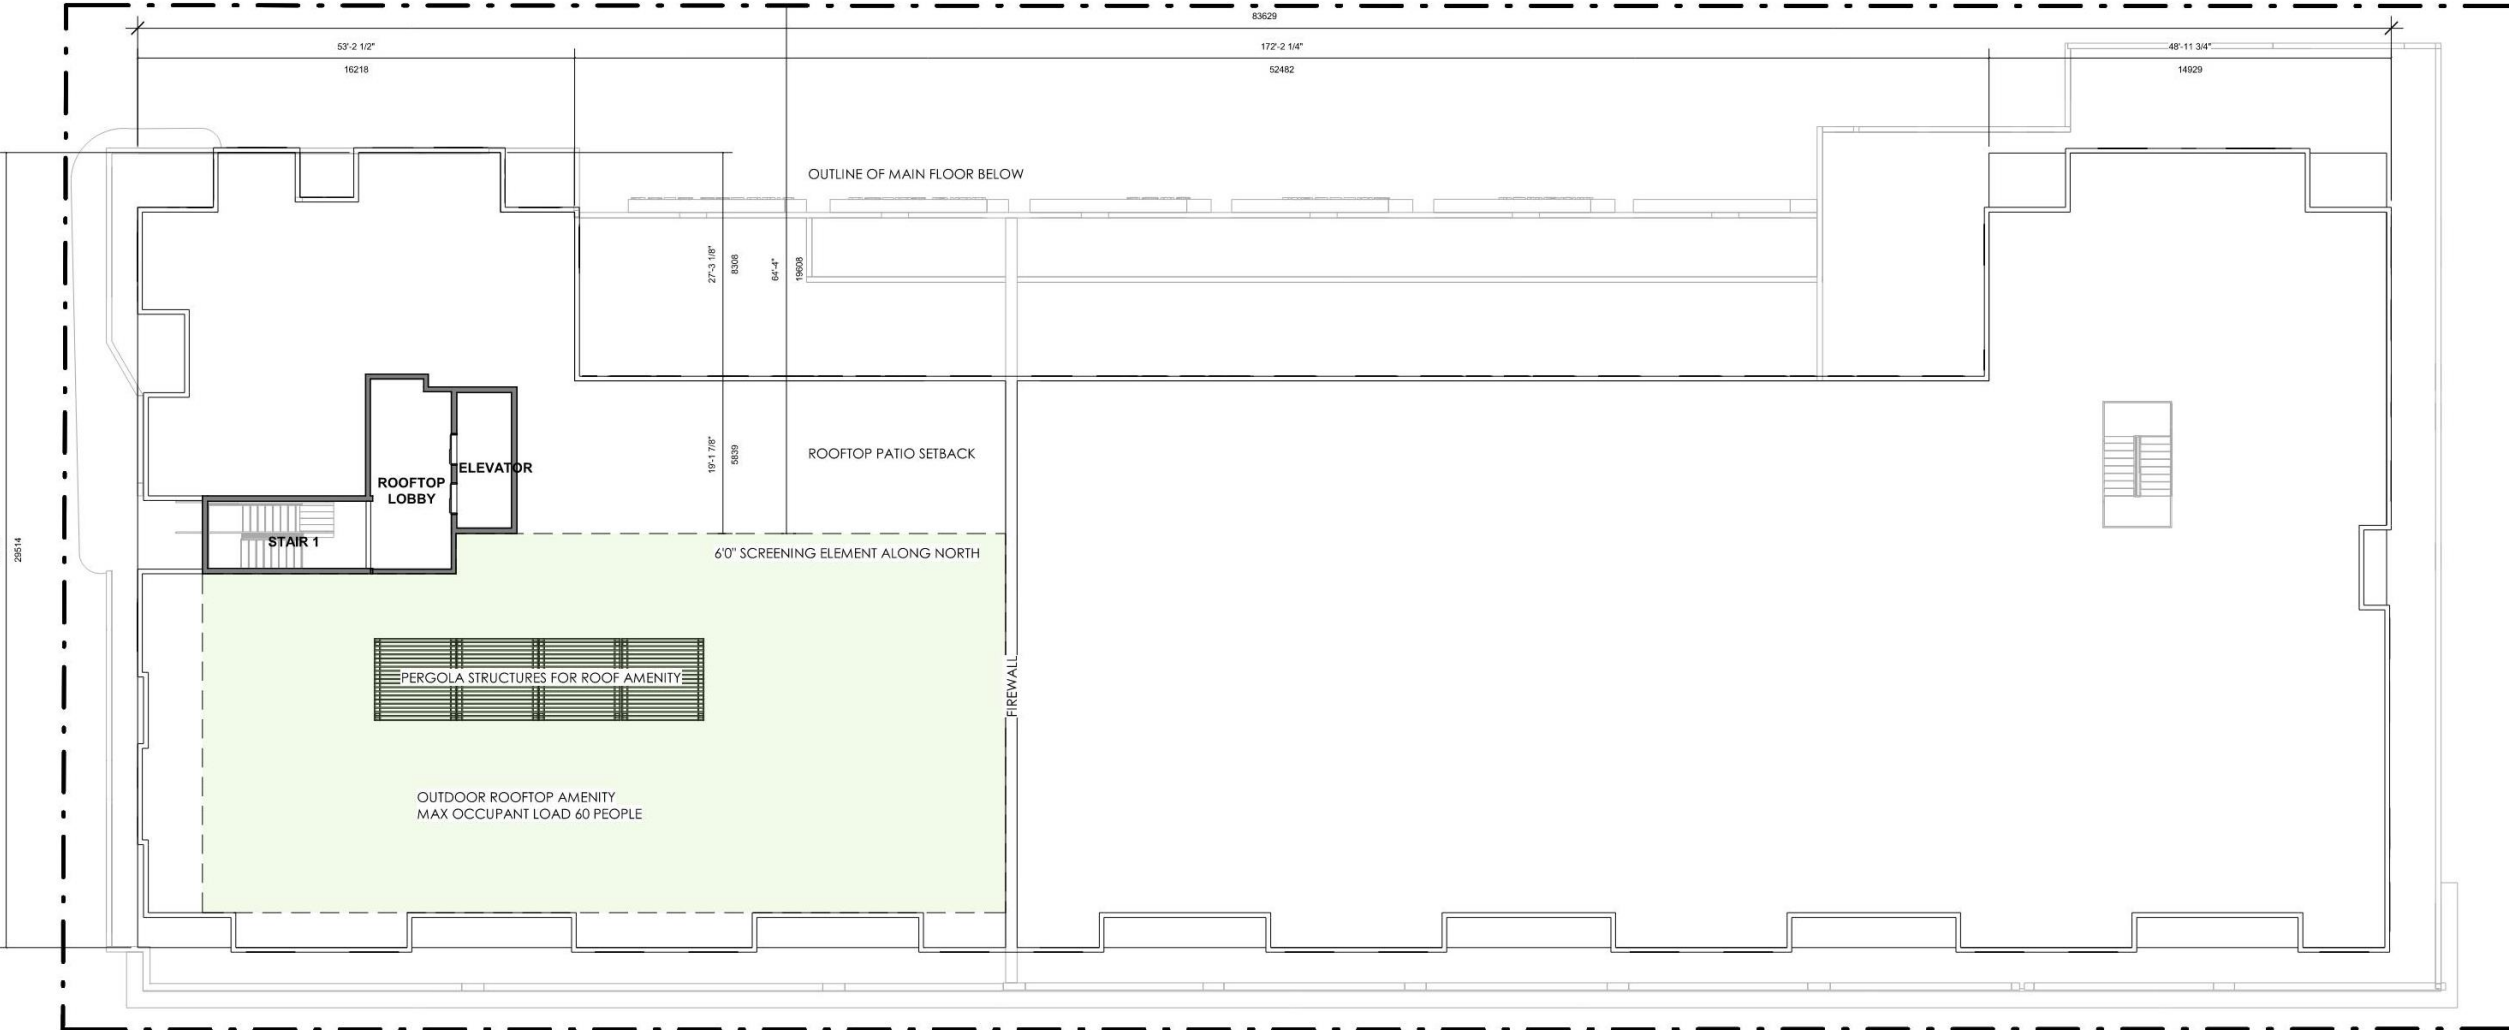 83629
53'-2 1/2"
172'-2 1/4"
48'-11 3/4"
16218
52482
14929
OUTLINE OF MAIN FLOOR BELOW
27'-3 1/8"
8308
64'-4"
19608
19'-1 7/8"
5839
ROOFTOP PATIO SETBACK
ELEVATOR
ROOFTOP
LOBBY
STAIR 1
29514
6'0" SCREENING ELEMENT ALONG NORTH
PERGOLA STRUCTURES FOR ROOF AMENITY
FIREWALL
OUTDOOR ROOFTOP AMENITY
MAX OCCUPANT LOAD 60 PEOPLE